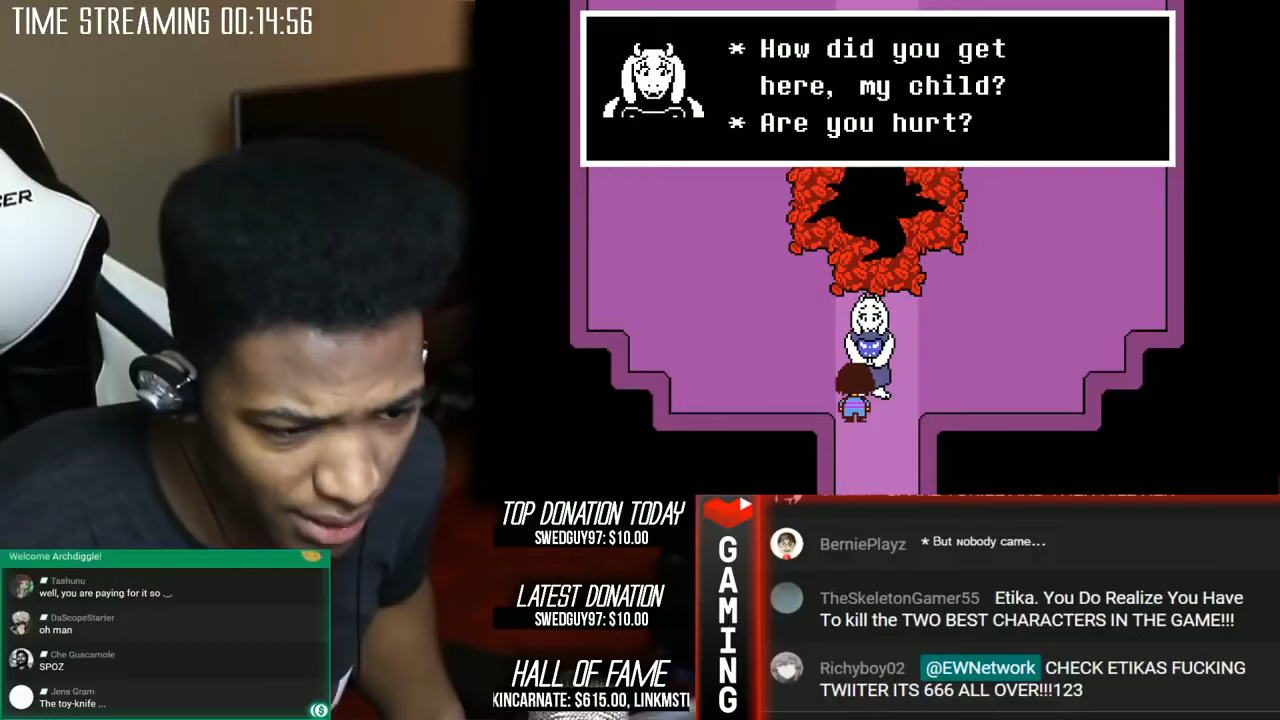 TIME STREAMING 00:14:56
* How did you get
here, my child?
* Are you hurt?
TOP DONATION TODAY
SWEDGUY97: $10.00
LATEST DONATION
SWEDGUY97: $10.00
HALL OF FAME
KINCARNATE: $615.00, LINKMSTI
GAMING
Welcome Archdiggle!
Tashunu
well, you are paying for it so ._.
DaScopeStarter
oh man
Che Guacamole
SPOZ
Jens Gram
The toy-knife ...
BerniePlayz * But nobody came...
TheSkeletonGamer55 Etika. You Do Realize You Have
To kill the TWO BEST CHARACTERS IN THE GAME!!!
Richyboy02 @EWNetwork CHECK ETIKAS FUCKING
TWIITER ITS 666 ALL OVER!!!123